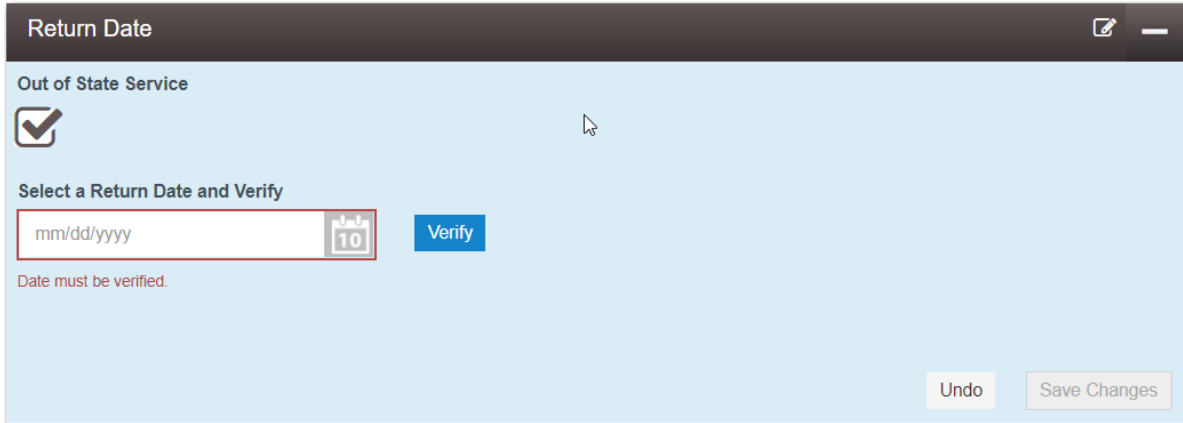 Return Date
Out of State Service
Select a Return Date and Verify
mm/dd/yyyy
10
Verify
Date must be verified.
Undo
Save Changes